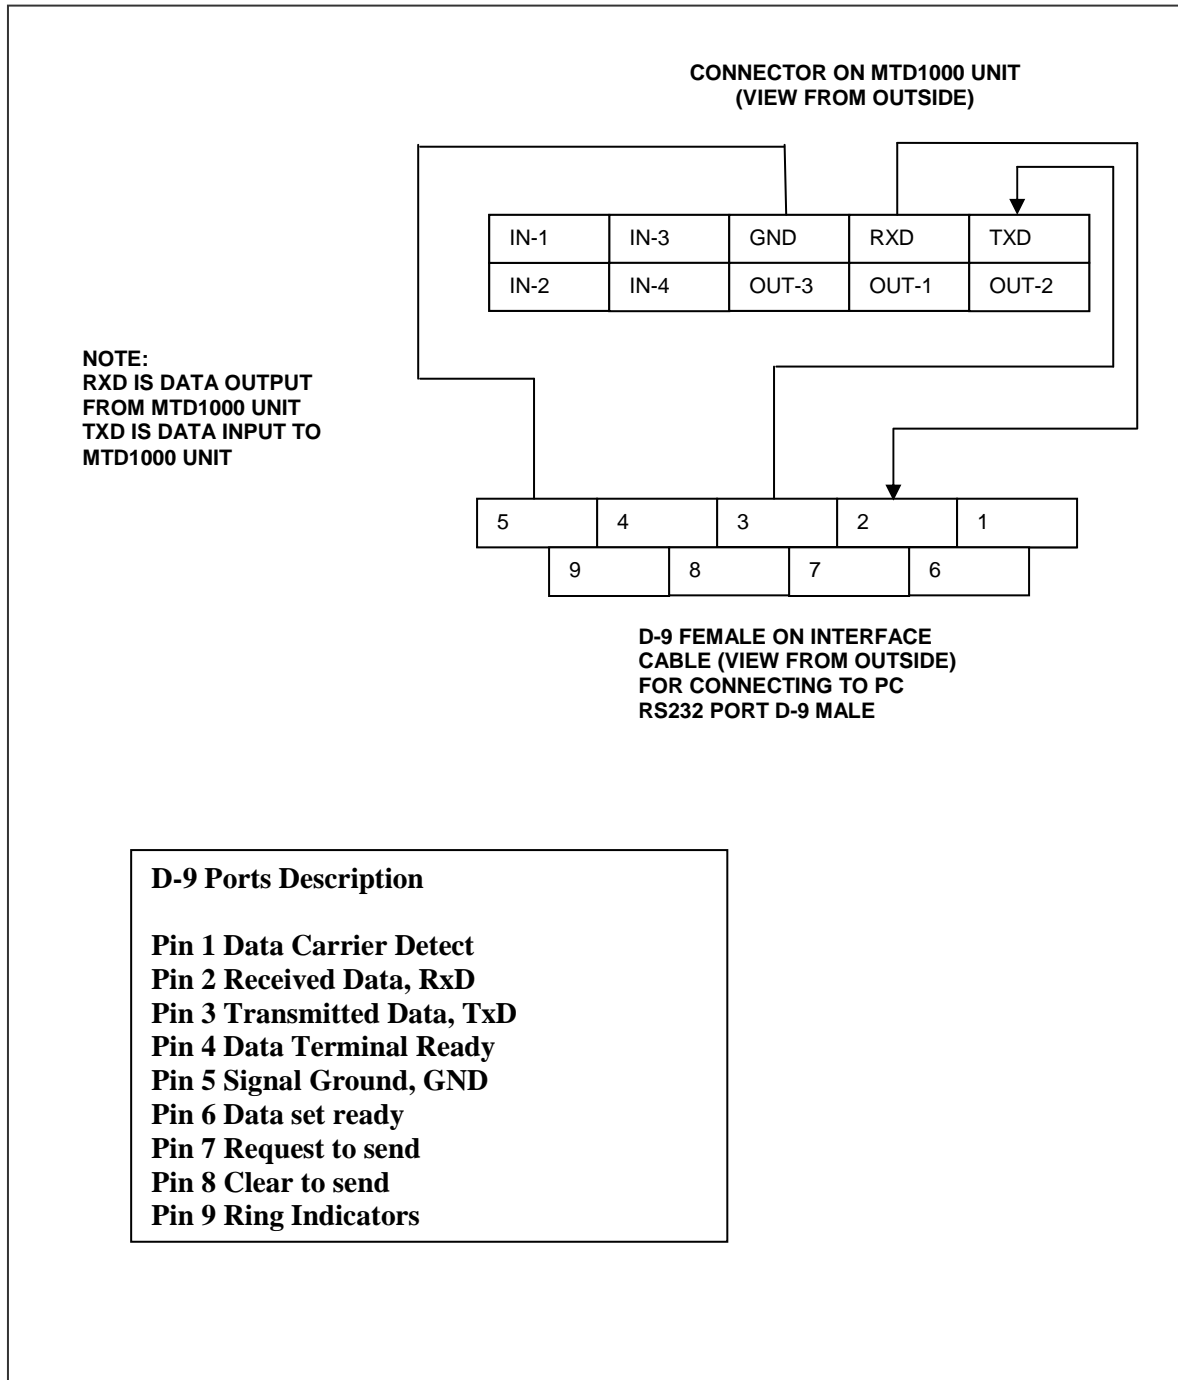 CONNECTOR ON MTD1000 UNIT
(VIEW FROM OUTSIDE)
IN-1 IN-3 GND RXD TXD
IN-2 IN-4 OUT-3 OUT-1 OUT-2
NOTE:
RXD IS DATA OUTPUT
FROM MTD1000 UNIT
TXD IS DATA INPUT TO
MTD1000 UNIT
5 4 3 2 1
9 8 7 6
D-9 FEMALE ON INTERFACE
CABLE (VIEW FROM OUTSIDE)
FOR CONNECTING TO PC
RS232 PORT D-9 MALE
D-9 Ports Description
Pin 1 Data Carrier Detect
Pin 2 Received Data, RxD
Pin 3 Transmitted Data, TxD
Pin 4 Data Terminal Ready
Pin 5 Signal Ground, GND
Pin 6 Data set ready
Pin 7 Request to send
Pin 8 Clear to send
Pin 9 Ring Indicators